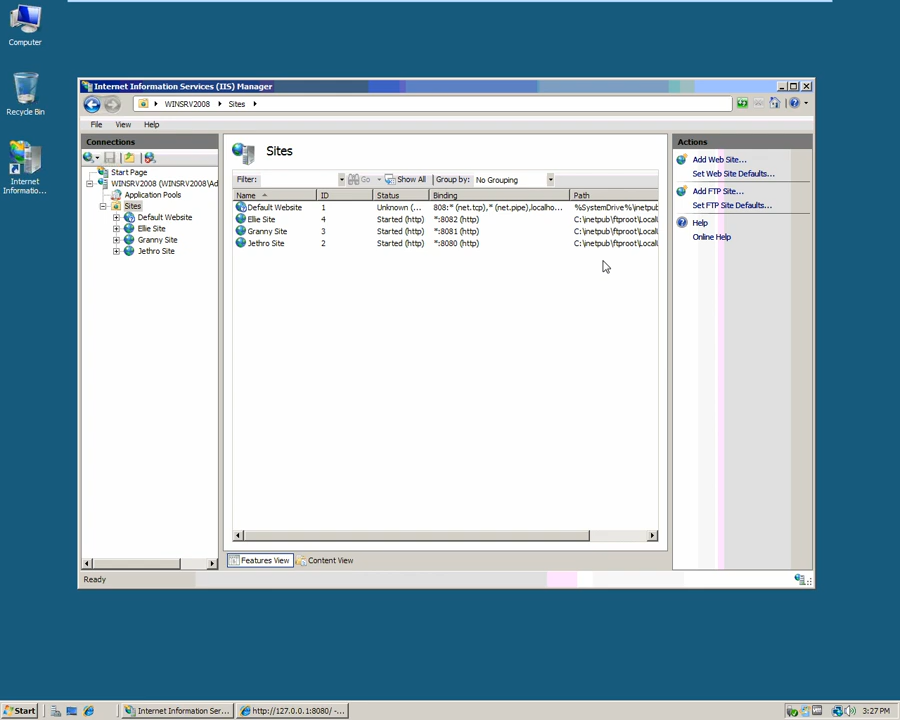 Computer
Recycle Bin
Internet
Informatio...
Internet Information Services (IIS) Manager
WINSRV2008
Sites
File View Help
Connections
Start Page
WINSRV2008 (WINSRV2008\Ad
Application Pools
Sites
Default Website
Ellie Site
Granny Site
Jethro Site
Sites
Filter: Go Show All Group by: No Grouping
Name ID Status Binding Path
Default Website 1 Unknown (... 808:* (net.tcp),* (net.pipe),localho... %SystemDrive%\inetpub
Ellie Site 4 Started (http) *:8082 (http) C:\inetpub\ftproot\Local
Granny Site 3 Started (http) *:8081 (http) C:\inetpub\ftproot\Local
Jethro Site 2 Started (http) *:8080 (http) C:\inetpub\ftproot\Local
Features View Content View
Actions
Add Web Site...
Set Web Site Defaults...
Add FTP Site...
Set FTP Site Defaults...
Help
Online Help
Ready
Start Internet Information Ser... http://127.0.0.1:8080/ -... 3:27 PM